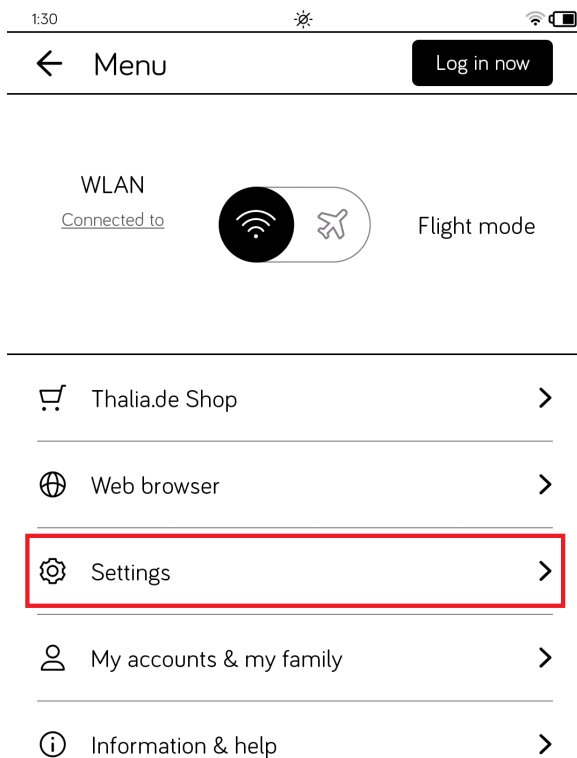 1:30
Menu
Log in now
WLAN
Connected to
Flight mode
Thalia.de Shop
Web browser
Settings
My accounts & my family
Information & help